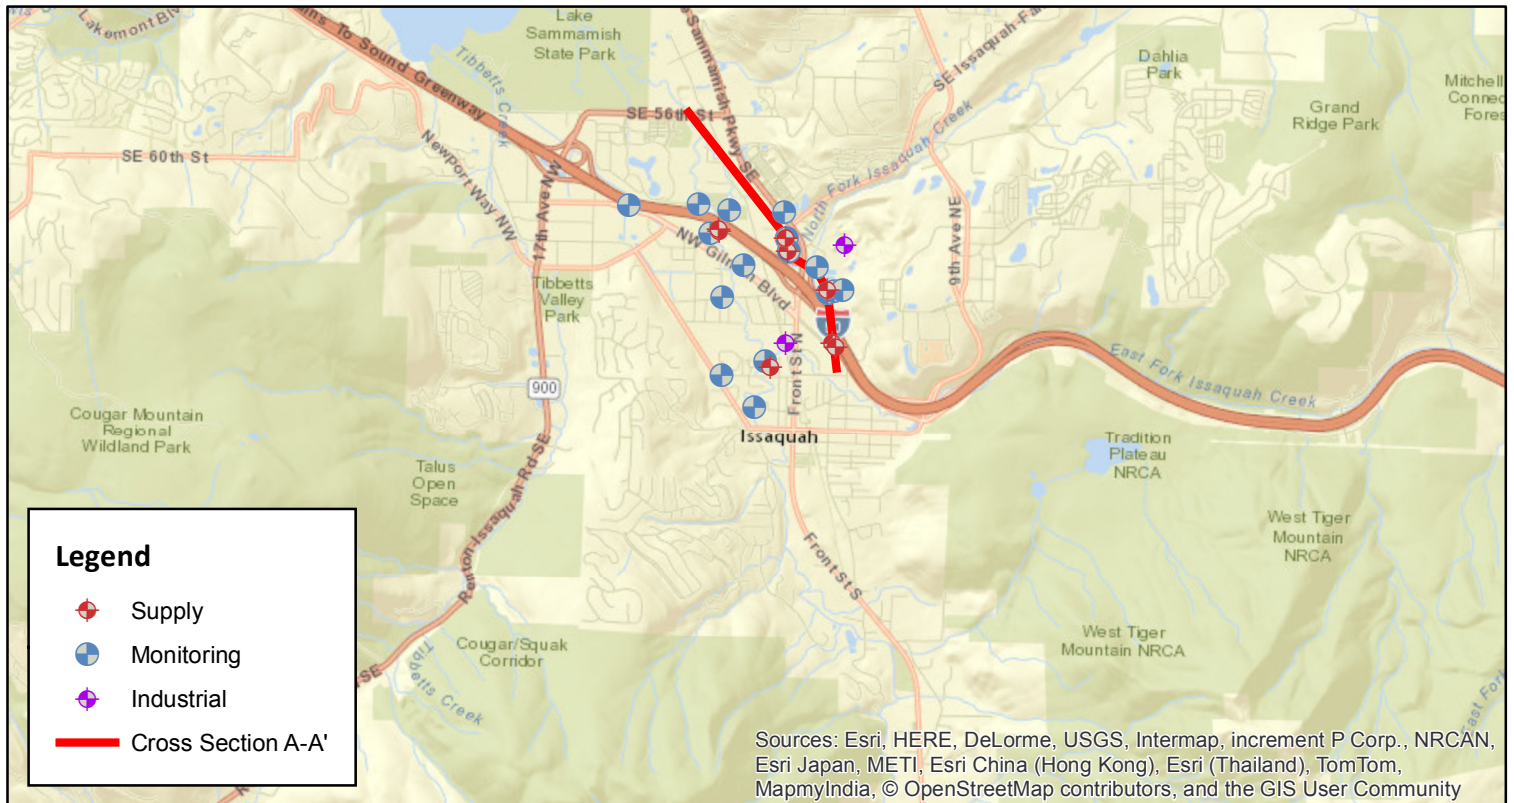 Lakemont Blv
ns To Sound Greenway
Tibbetts Creek
Lake
Sammamish
State Park
Sammamish Pkwy SE
SE Issaquah-Fa
Dahlia
Park
Grand
Ridge Park
Mitchell
Connec
Fores
SE 56th St
SE 60th St
Newport Way NW
17th Ave NW
North Fork Issaquah Creek
9th Ave NE
NW Gilman Blvd
Tibbetts
Valley
Park
Front St N
900
East Fork Issaquah Creek
Cougar Mountain
Regional
Wildland Park
Issaquah
Tradition
Plateau
NRCA
Talus
Open
Space
Renton-Issaquah Rd SE
West Tiger
Mountain
NRCA
Front St S
Cougar/Squak
Corridor
West Tiger
Mountain NRCA
Tibbetts Creek
SE
East Fork
Legend
Supply
Monitoring
Industrial
Cross Section A-A'
Sources: Esri, HERE, DeLorme, USGS, Intermap, increment P Corp., NRCAN,
Esri Japan, METI, Esri China (Hong Kong), Esri (Thailand), TomTom,
MapmyIndia, © OpenStreetMap contributors, and the GIS User Community